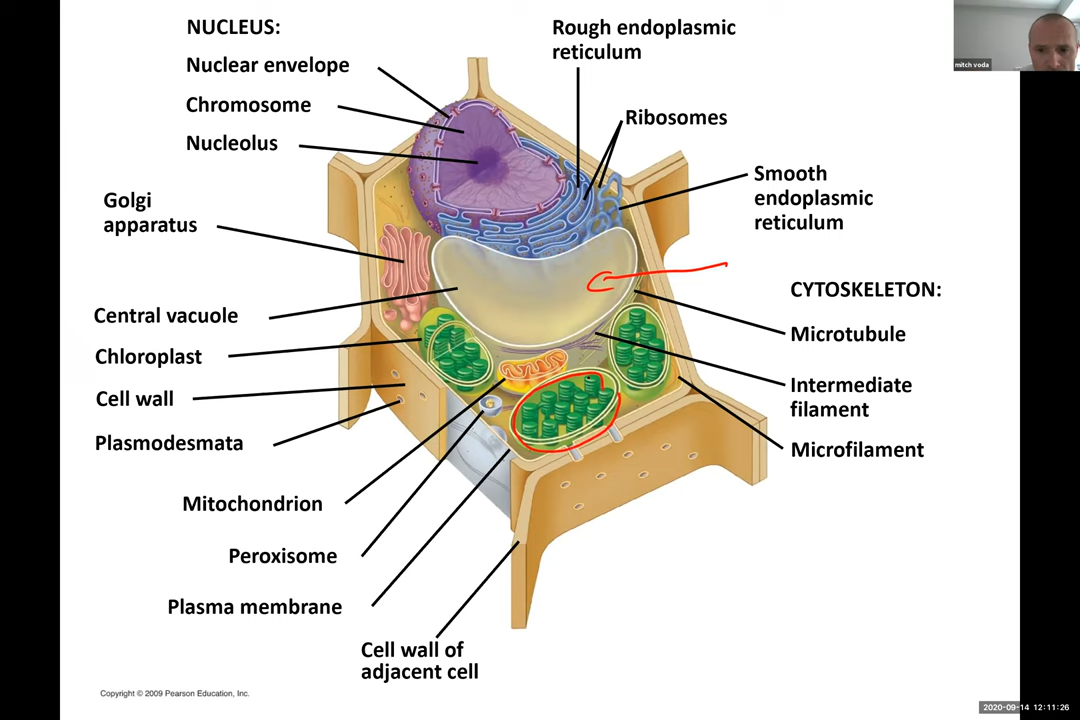 NUCLEUS:
Nuclear envelope
Chromosome
Nucleolus
Rough endoplasmic
reticulum
mitch voda
Ribosomes
Smooth
endoplasmic
reticulum
Golgi
apparatus
CYTOSKELETON:
Central vacuole
Microtubule
Chloroplast
Intermediate
filament
Cell wall
Plasmodesmata
Microfilament
Mitochondrion
Peroxisome
Plasma membrane
Cell wall of
adjacent cell
Copyright © 2009 Pearson Education, Inc.
2020-09-14 12:11:26